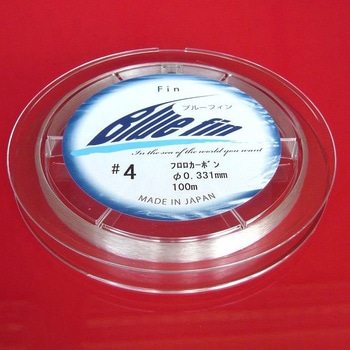 Fin
ブルーフィン
Blue fin
In the sea of the world you want
#4
フロロカーボン
φ0.331mm
100m
MADE IN JAPAN